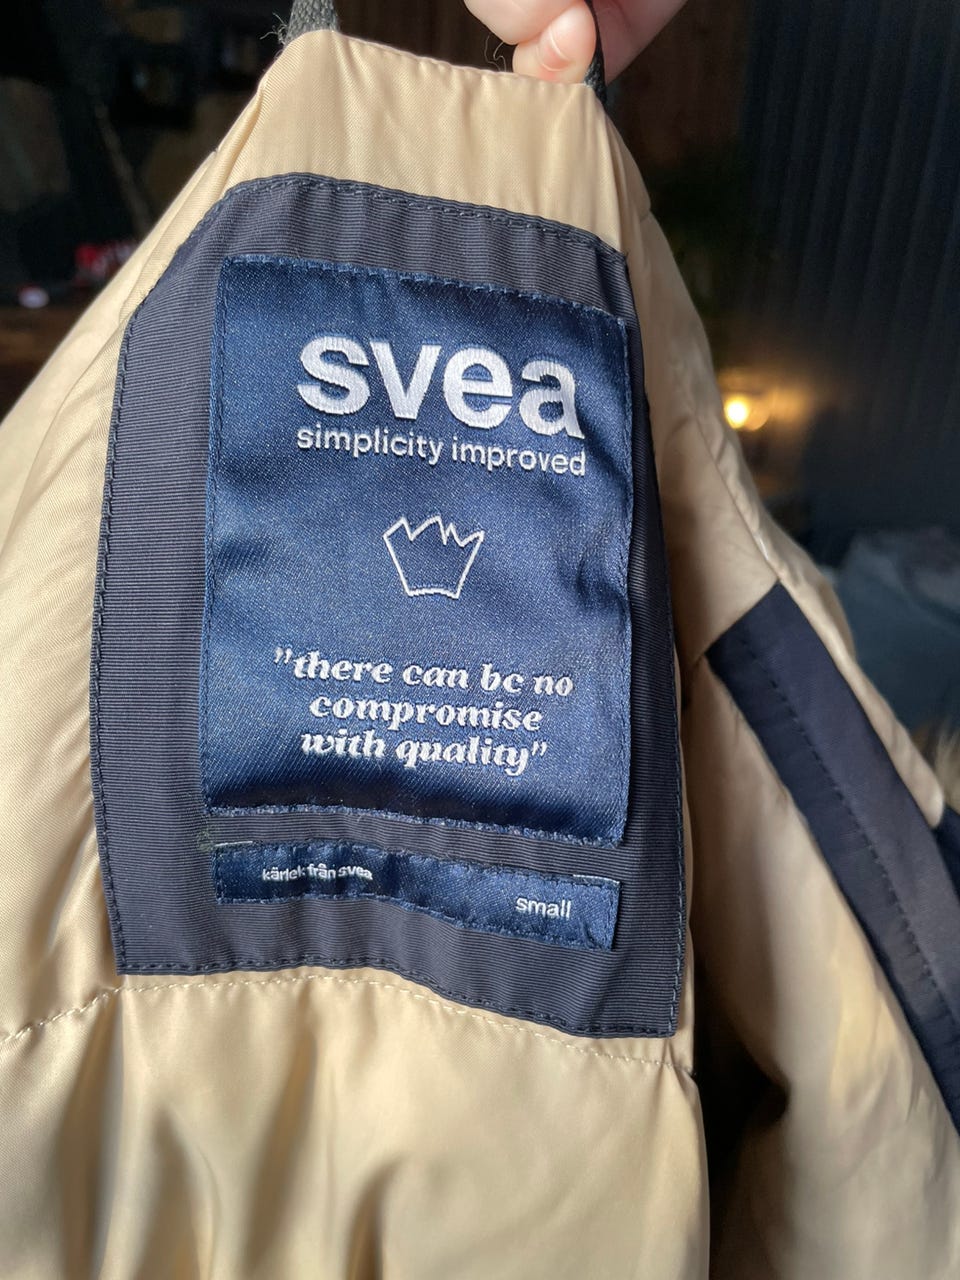 svea
simplicity improved
"there can be no
compromise
with quality"
kärlek från svea
small